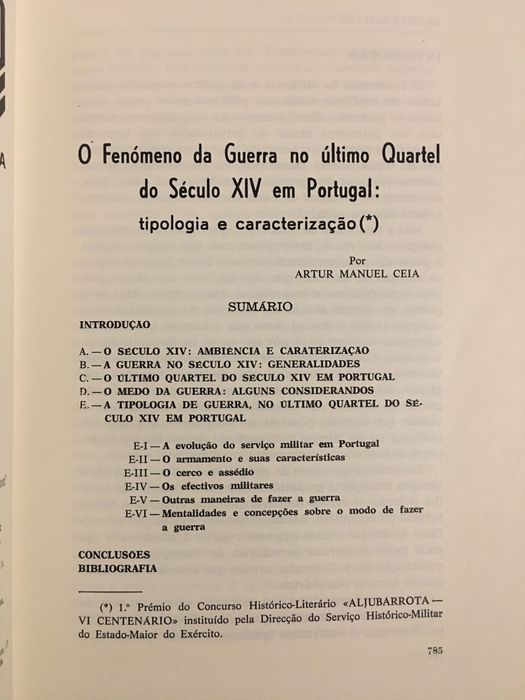 O Fenómeno da Guerra no último Quartel
do Século XIV em Portugal:
tipologia e caracterização(*)
Por
ARTUR MANUEL CEIA
SUMÁRIO
INTRODUÇÃO
A. — O SÉCULO XIV: AMBIÊNCIA E CARATERIZAÇÃO
B. — A GUERRA NO SÉCULO XIV: GENERALIDADES
C. — O ÚLTIMO QUARTEL DO SÉCULO XIV EM PORTUGAL
D. — O MEDO DA GUERRA: ALGUNS CONSIDERANDOS
E. — A TIPOLOGIA DE GUERRA, NO ÚLTIMO QUARTEL DO SÉ-
CULO XIV EM PORTUGAL
E-I — A evolução do serviço militar em Portugal
E-II — O armamento e suas características
E-III — O cerco e assédio
E-IV — Os efectivos militares
E-V — Outras maneiras de fazer a guerra
E-VI — Mentalidades e concepções sobre o modo de fazer
a guerra
CONCLUSÕES
BIBLIOGRAFIA
(*) 1.º Prémio do Concurso Histórico-Literário «ALJUBARROTA —
VI CENTENÁRIO» instituído pela Direcção do Serviço Histórico-Militar
do Estado-Maior do Exército.
785